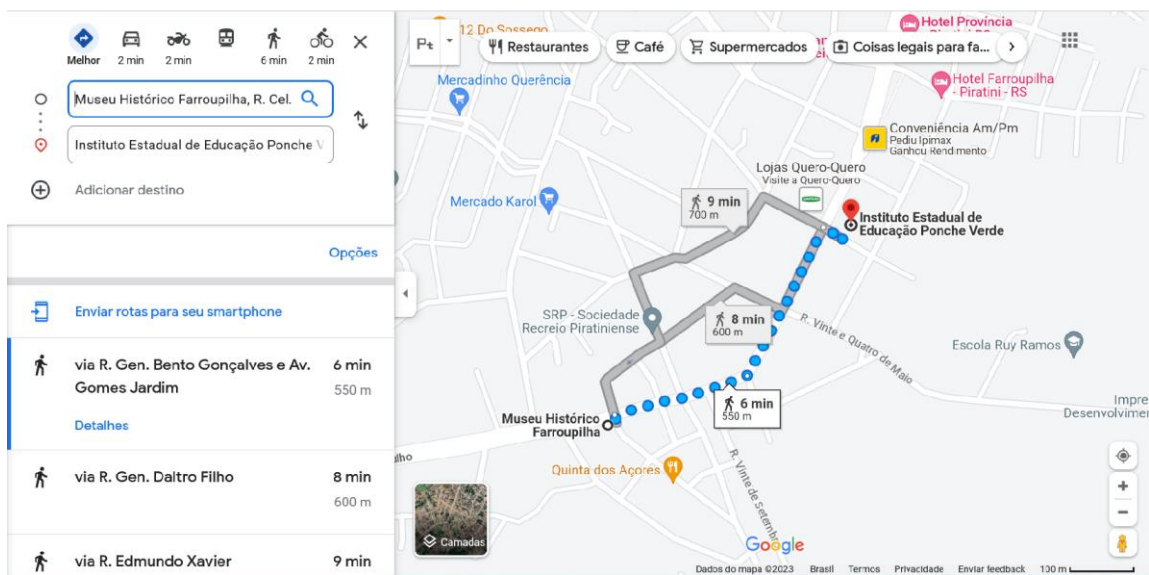 Melhor
2 min
2 min
6 min
2 min
Museu Histórico Farroupilha, R. Cel.
Instituto Estadual de Educação Ponche V
Adicionar destino
Opções
Enviar rotas para seu smartphone
via R. Gen. Bento Gonçalves e Av. Gomes Jardim
6 min
550 m
Detalhes
via R. Gen. Daltro Filho
8 min
600 m
via R. Edmundo Xavier
9 min
Restaurantes
Café
Supermercados
Coisas legais para fa...
12 Do Sossego
Hotel Província
Mercadinho Querência
Hotel Farroupilha
- Piratini - RS
Conveniência Am/Pm
Pediu Ipimax
Ganhou Rendimento
Lojas Quero-Quero
Visite a Quero-Quero
Mercado Karol
9 min
700 m
Instituto Estadual de
Educação Ponche Verde
SRP - Sociedade
Recreio Piratiniense
8 min
600 m
R. Vinte e Quatro de Maio
Escola Ruy Ramos
6 min
550 m
Impre
Desenvolvimer
Museu Histórico
Farroupilha
lho
Quinta dos Açores
R. Vinte de Setembro
Camadas
Google
Dados do mapa ©2023 Brasil Termos Privacidade Enviar feedback 100 m